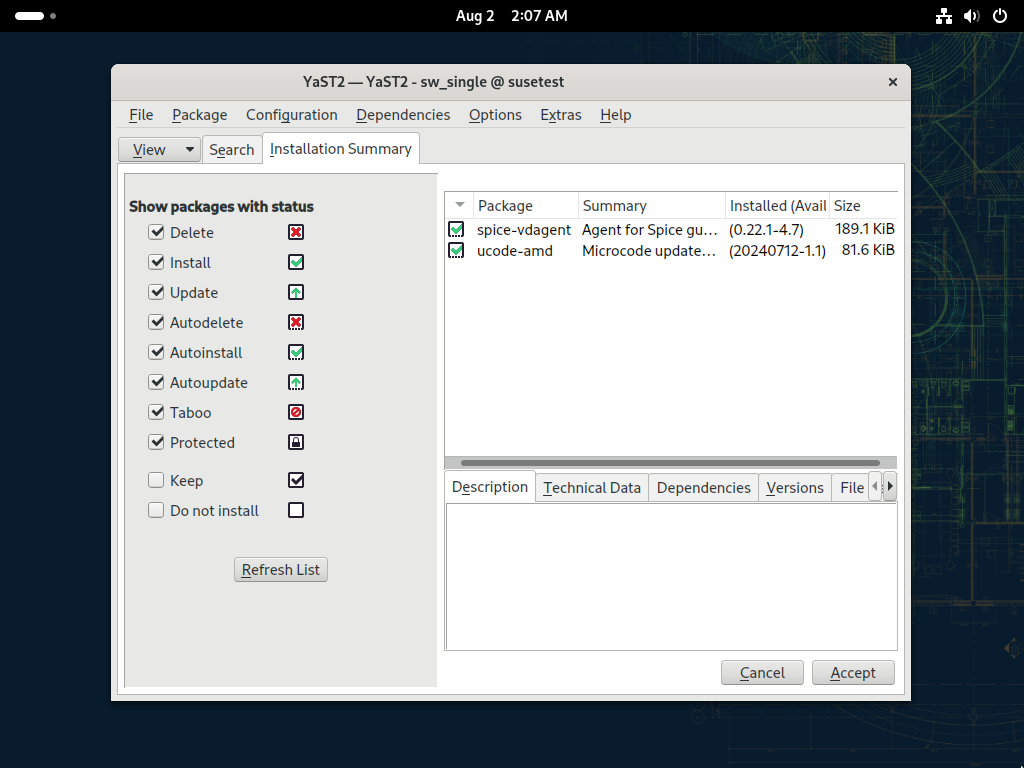 Aug 2 2:07 AM
YaST2 — YaST2 - sw_single @ susetest
File Package Configuration Dependencies Options Extras Help
View Search Installation Summary
Show packages with status
Delete
Install
Update
Autodelete
Autoinstall
Autoupdate
Taboo
Protected
Keep
Do not install
Refresh List
Package Summary Installed (Avail Size
spice-vdagent Agent for Spice gu... (0.22.1-4.7) 189.1 KiB
ucode-amd Microcode update... (20240712-1.1) 81.6 KiB
Description Technical Data Dependencies Versions File
Cancel Accept